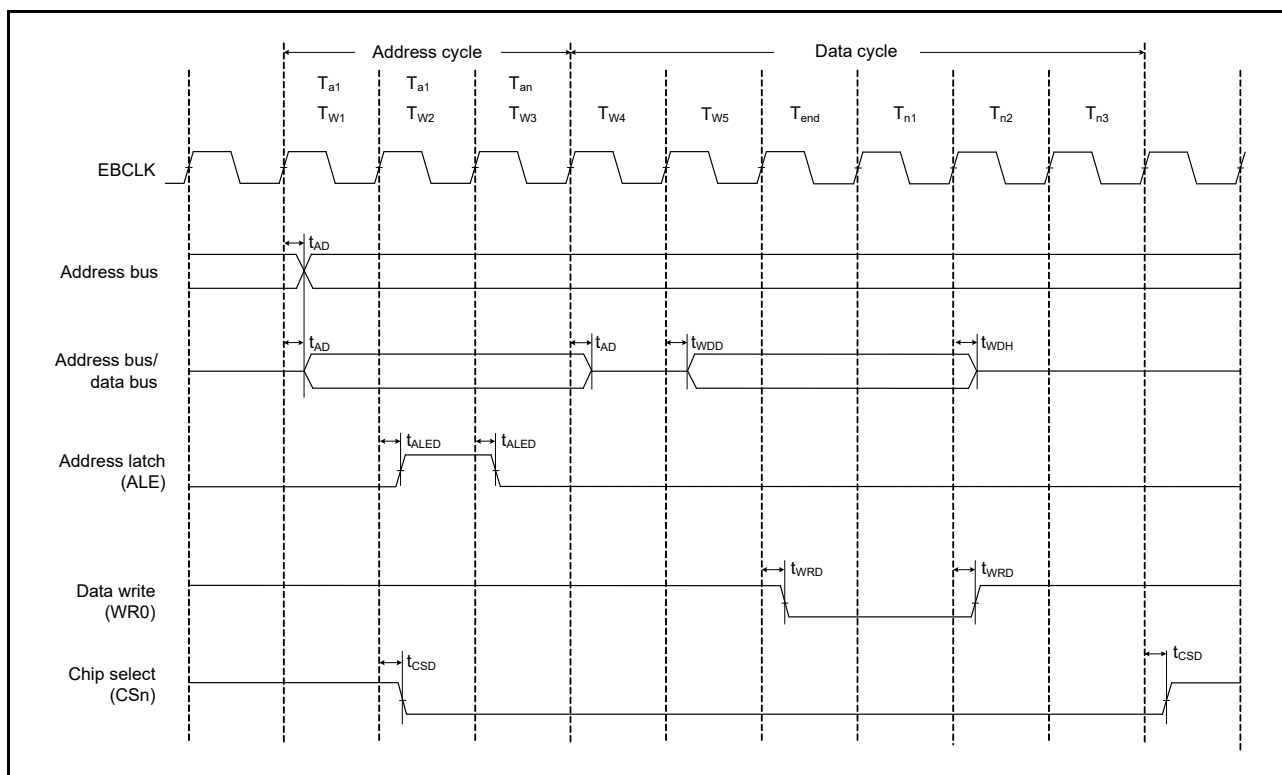 Address cycle Data cycle
Ta1 Ta1 Tan
TW1 TW2 TW3 TW4 TW5 Tend Tn1 Tn2 Tn3
EBCLK
tAD
Address bus
tAD tAD tWDD tWDH
Address bus/
data bus
tALED tALED
Address latch
(ALE)
tWRD tWRD
Data write
(WR0)
tCSD tCSD
Chip select
(CSn)